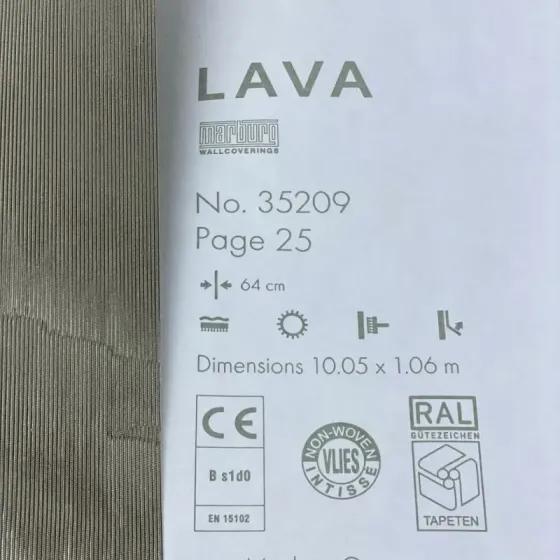 LAVA
marburg
WALLCOVERINGS
No. 35209
Page 25
64 cm
Dimensions 10.05 x 1.06 m
CE
B s1d0
EN 15102
NON-WOVEN
VLIES
INTISSE
RAL
GÜTEZEICHEN
TAPETEN